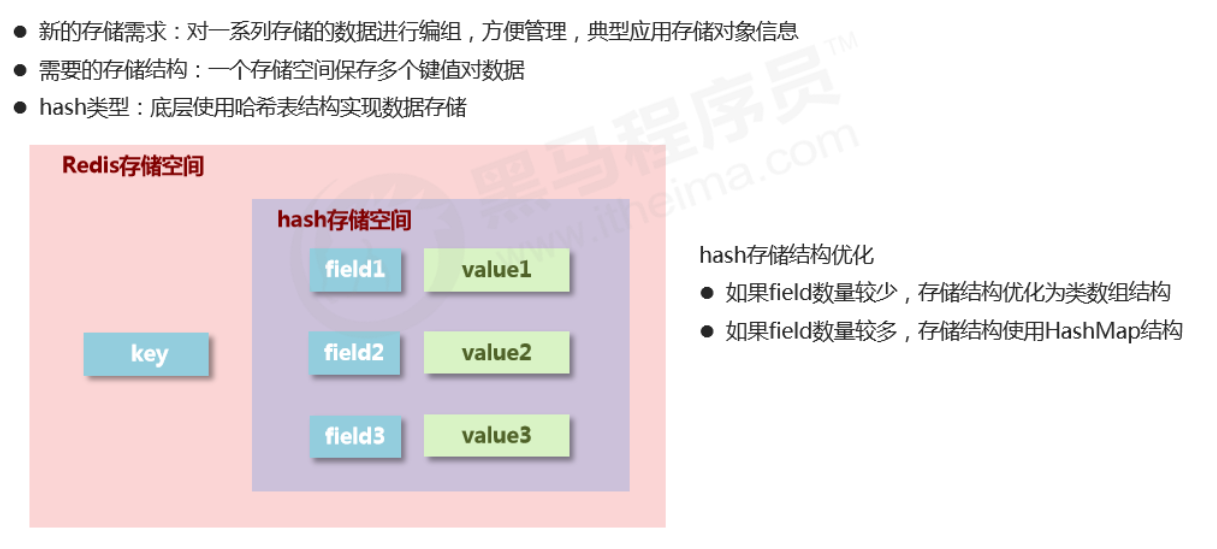 ● 新的存储需求：对一系列存储的数据进行编组，方便管理，典型应用存储对象信息
● 需要的存储结构：一个存储空间保存多个键值对数据
● hash类型：底层使用哈希表结构实现数据存储
黑马程序员TM
www.itheima.com
Redis存储空间
hash存储空间
field1 value1
key
field2 value2
field3 value3
hash存储结构优化
● 如果field数量较少，存储结构优化为类数组结构
● 如果field数量较多，存储结构使用HashMap结构